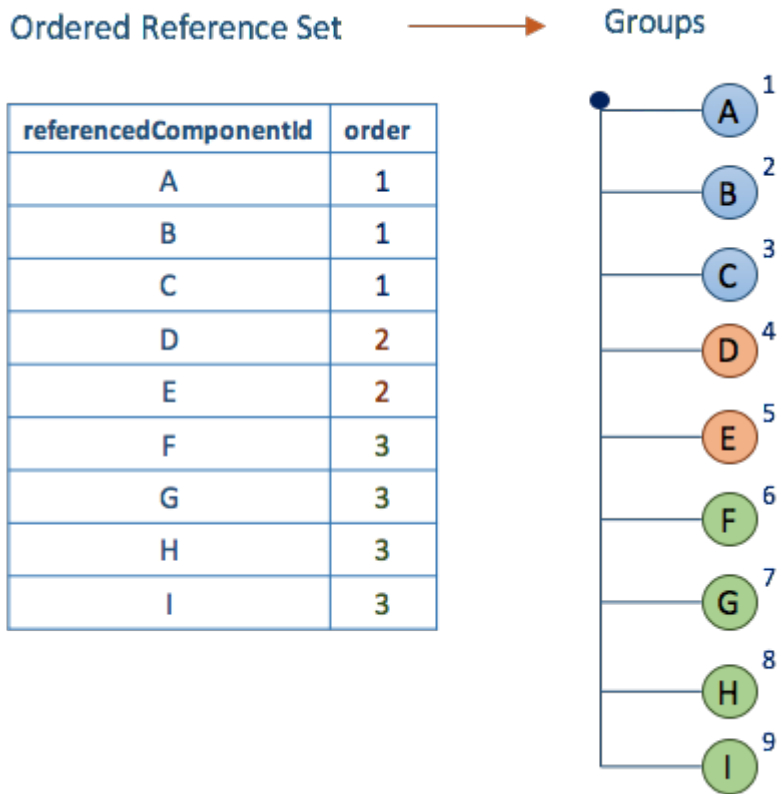 Ordered Reference Set
Groups
referencedComponentId order
A 1
B 1
C 1
D 2
E 2
F 3
G 3
H 3
I 3
A 1
B 2
C 3
D 4
E 5
F 6
G 7
H 8
I 9